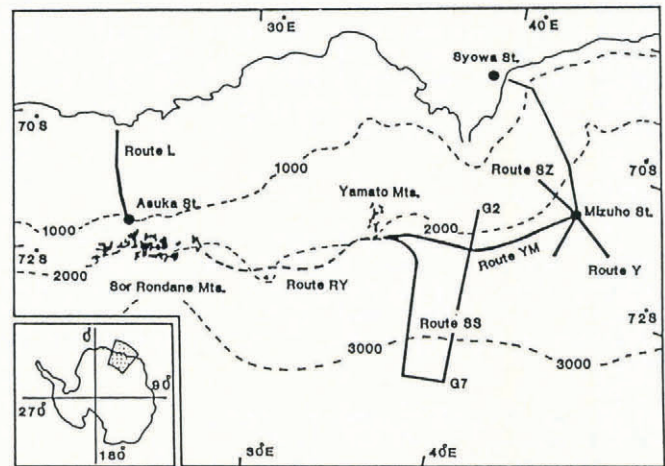 30°E
40°E
Syowa St.
70°S
Route L
1000
Route SZ
70°S
Asuka St.
Yamato Mts.
G2
Mizuho St.
1000
2000
72°S
2000
Route YM
Route Y
Sor Rondane Mts.
Route RY
Route SS
72°S
3000
3000
0°
G7
90°
270°
180°
30°E
40°E